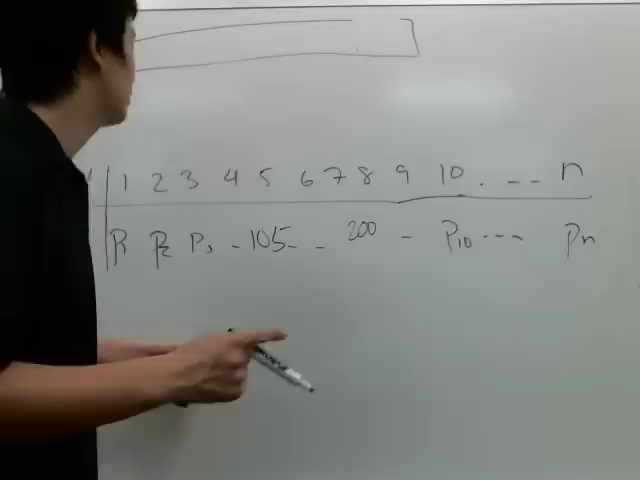 1 2 3 4 5 6 7 8 9 10 . -- n
P1 P2 P3 - 105 - - 200 - P10 --- Pn